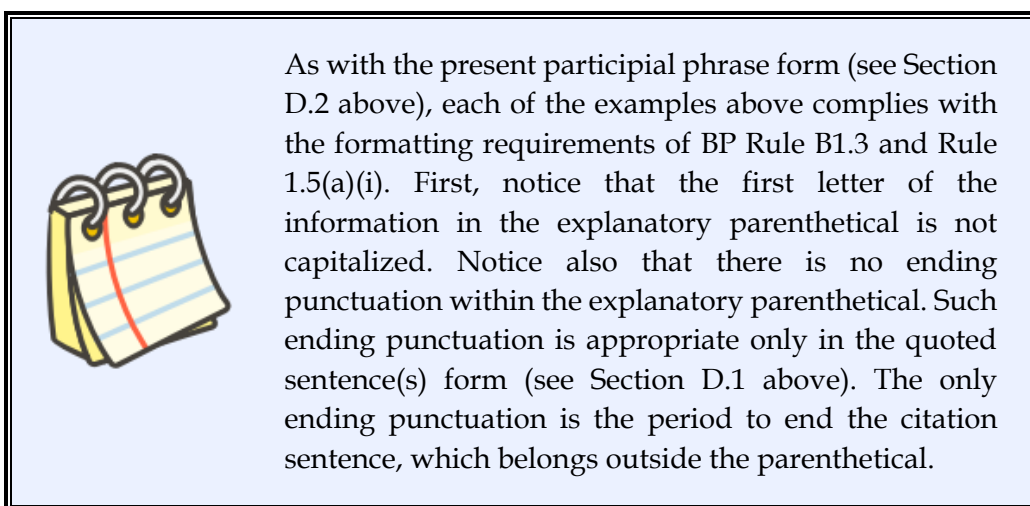 As with the present participial phrase form (see Section
D.2 above), each of the examples above complies with
the formatting requirements of BP Rule B1.3 and Rule
1.5(a)(i). First, notice that the first letter of the
information in the explanatory parenthetical is not
capitalized. Notice also that there is no ending
punctuation within the explanatory parenthetical. Such
ending punctuation is appropriate only in the quoted
sentence(s) form (see Section D.1 above). The only
ending punctuation is the period to end the citation
sentence, which belongs outside the parenthetical.